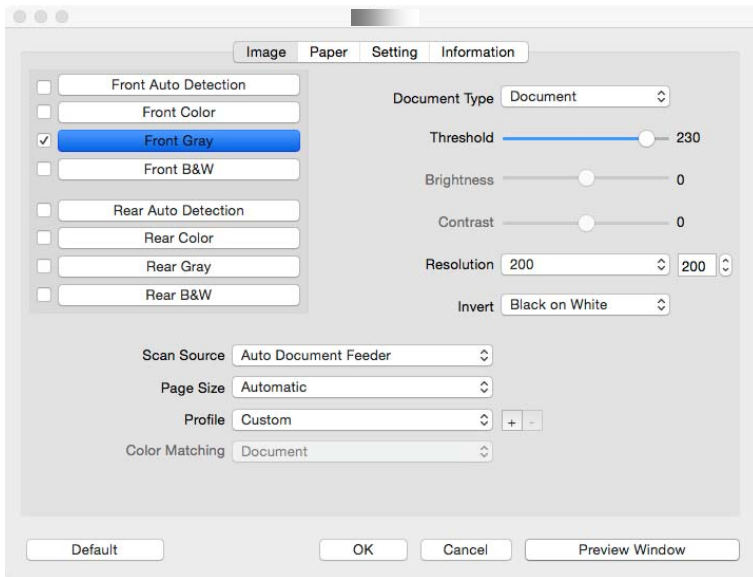 Image Paper Setting Information
Front Auto Detection
Front Color
Front Gray
Front B&W
Rear Auto Detection
Rear Color
Rear Gray
Rear B&W
Document Type Document
Threshold 230
Brightness 0
Contrast 0
Resolution 200 200
Invert Black on White
Scan Source Auto Document Feeder
Page Size Automatic
Profile Custom + -
Color Matching Document
Default OK Cancel Preview Window